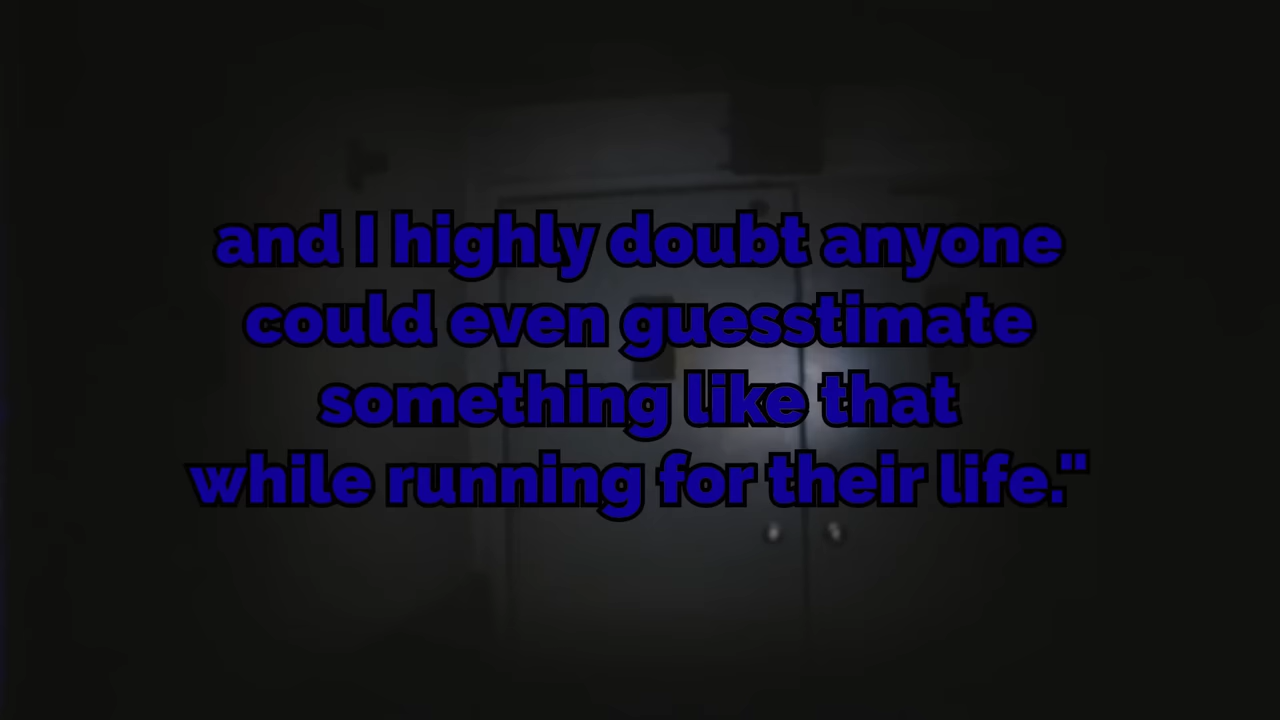 and I highly doubt anyone
could even guesstimate
something like that
while running for their life."